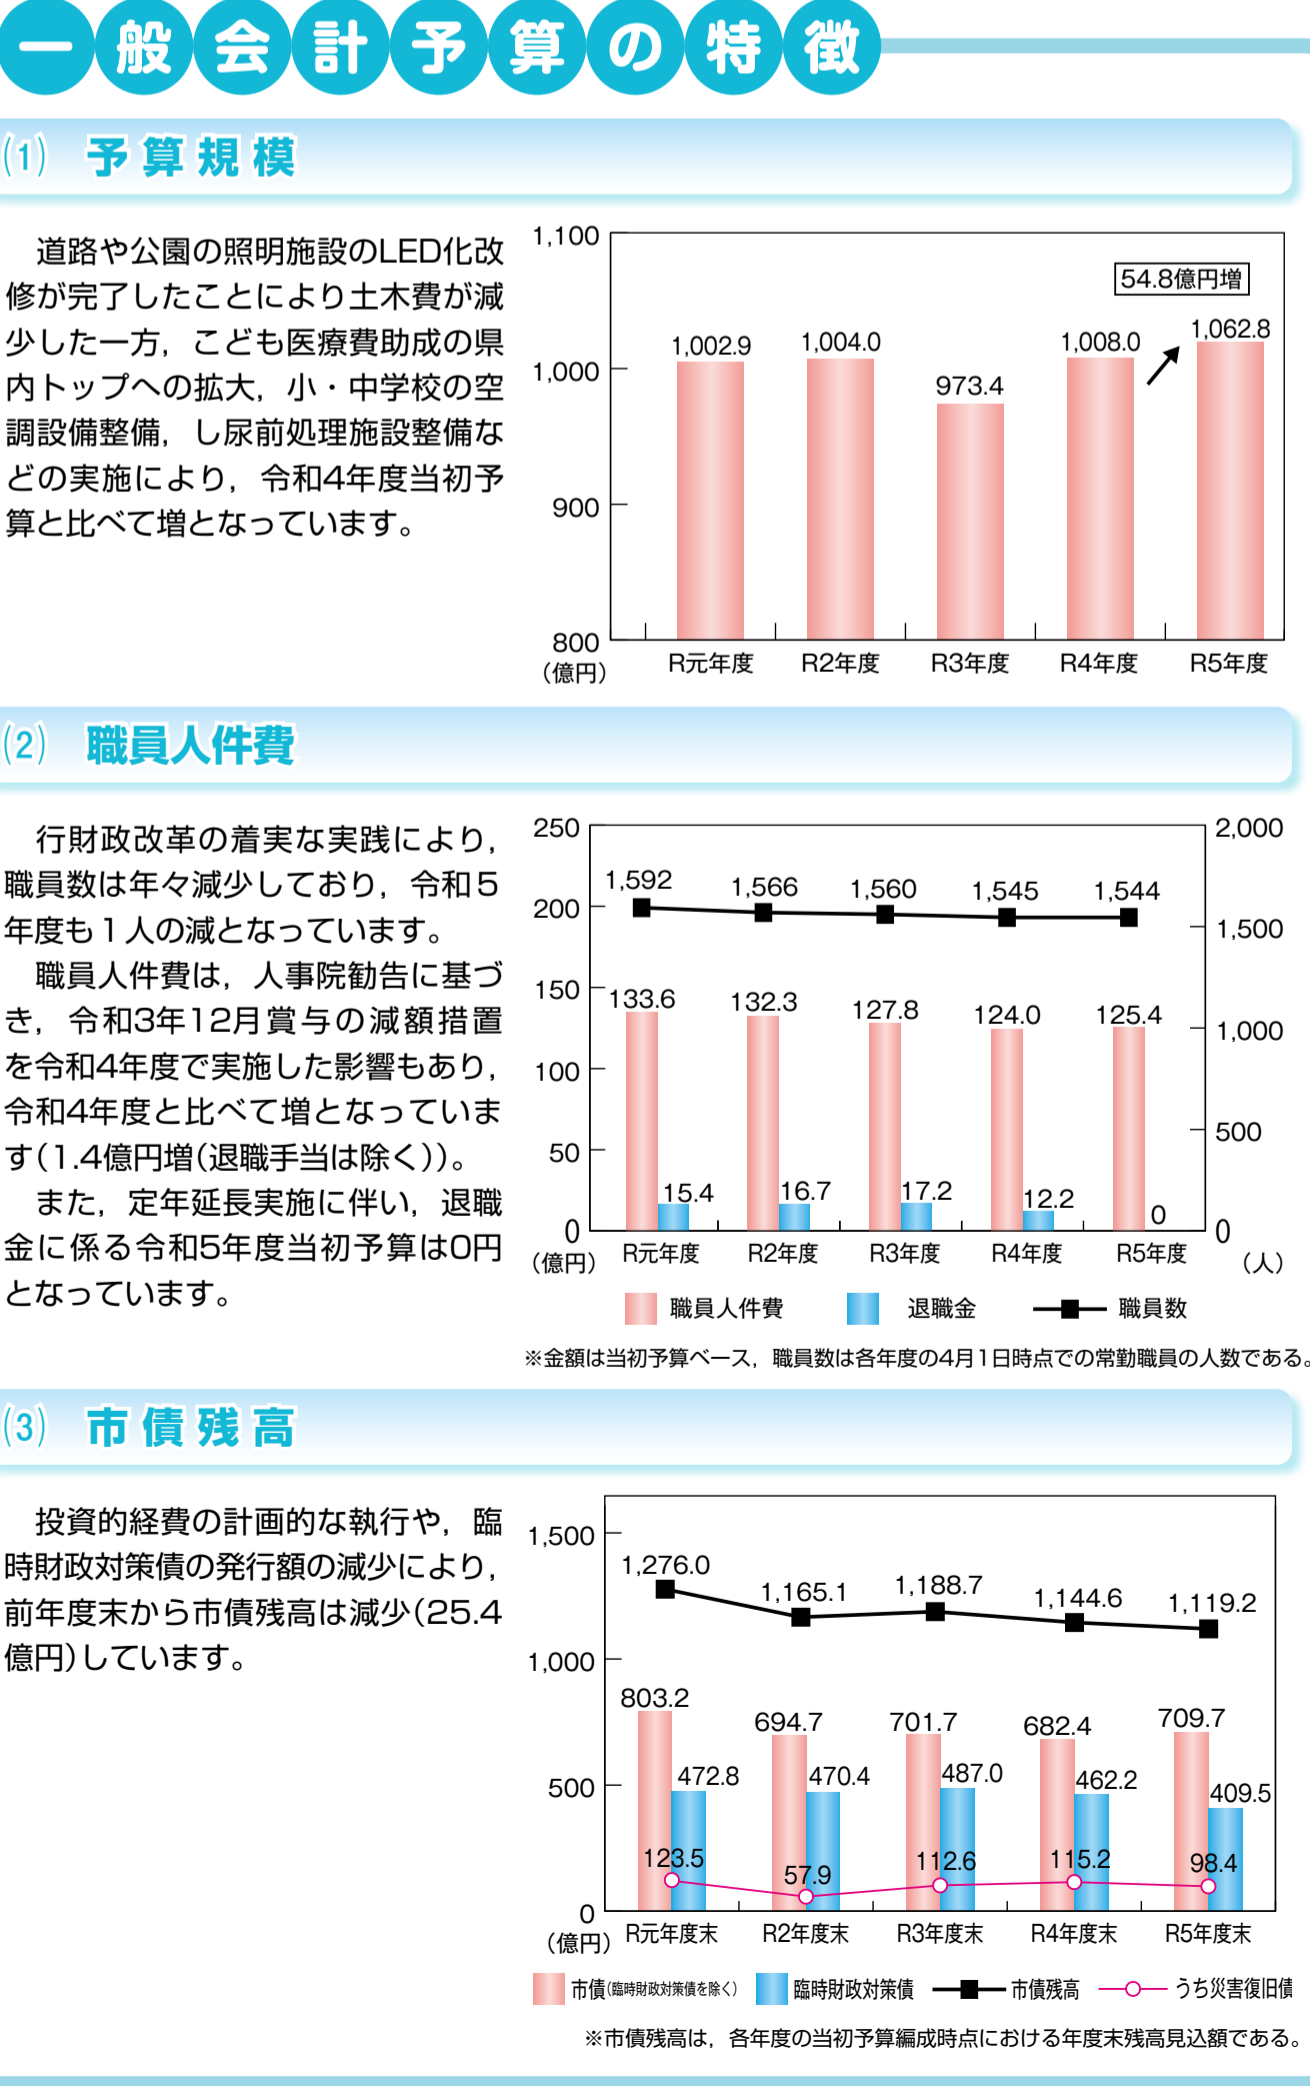 一般会計予算の特徴
⑴ 予算規模
道路や公園の照明施設のLED化改
修が完了したことにより土木費が減
少した一方，こども医療費助成の県
内トップへの拡大，小・中学校の空
調設備整備，し尿前処理施設整備な
どの実施により，令和4年度当初予
算と比べて増となっています。
1,100
1,000
900
800
（億円）
54.8億円増
1,002.9
1,004.0
973.4
1,008.0
1,062.8
R元年度
R2年度
R3年度
R4年度
R5年度
⑵ 職員人件費
行財政改革の着実な実践により，
職員数は年々減少しており，令和５
年度も１人の減となっています。
職員人件費は，人事院勧告に基づ
き，令和3年12月賞与の減額措置
を令和4年度で実施した影響もあり，
令和4年度と比べて増となっていま
す（1.4億円増（退職手当は除く））。
また，定年延長実施に伴い，退職
金に係る令和5年度当初予算は0円
となっています。
250
200
150
100
50
0
（億円）
2,000
1,500
1,000
500
0
（人）
1,592
1,566
1,560
1,545
1,544
133.6
132.3
127.8
124.0
125.4
15.4
16.7
17.2
12.2
0
R元年度
R2年度
R3年度
R4年度
R5年度
職員人件費
退職金
職員数
※金額は当初予算ベース，職員数は各年度の4月1日時点での常勤職員の人数である。
⑶ 市債残高
投資的経費の計画的な執行や，臨
時財政対策債の発行額の減少により，
前年度末から市債残高は減少（25.4
億円）しています。
1,500
1,000
500
0
（億円）
1,276.0
1,165.1
1,188.7
1,144.6
1,119.2
803.2
694.7
701.7
682.4
709.7
472.8
470.4
487.0
462.2
409.5
123.5
57.9
112.6
115.2
98.4
R元年度末
R2年度末
R3年度末
R4年度末
R5年度末
市債（臨時財政対策債を除く）
臨時財政対策債
市債残高
うち災害復旧債
※市債残高は，各年度の当初予算編成時点における年度末残高見込額である。